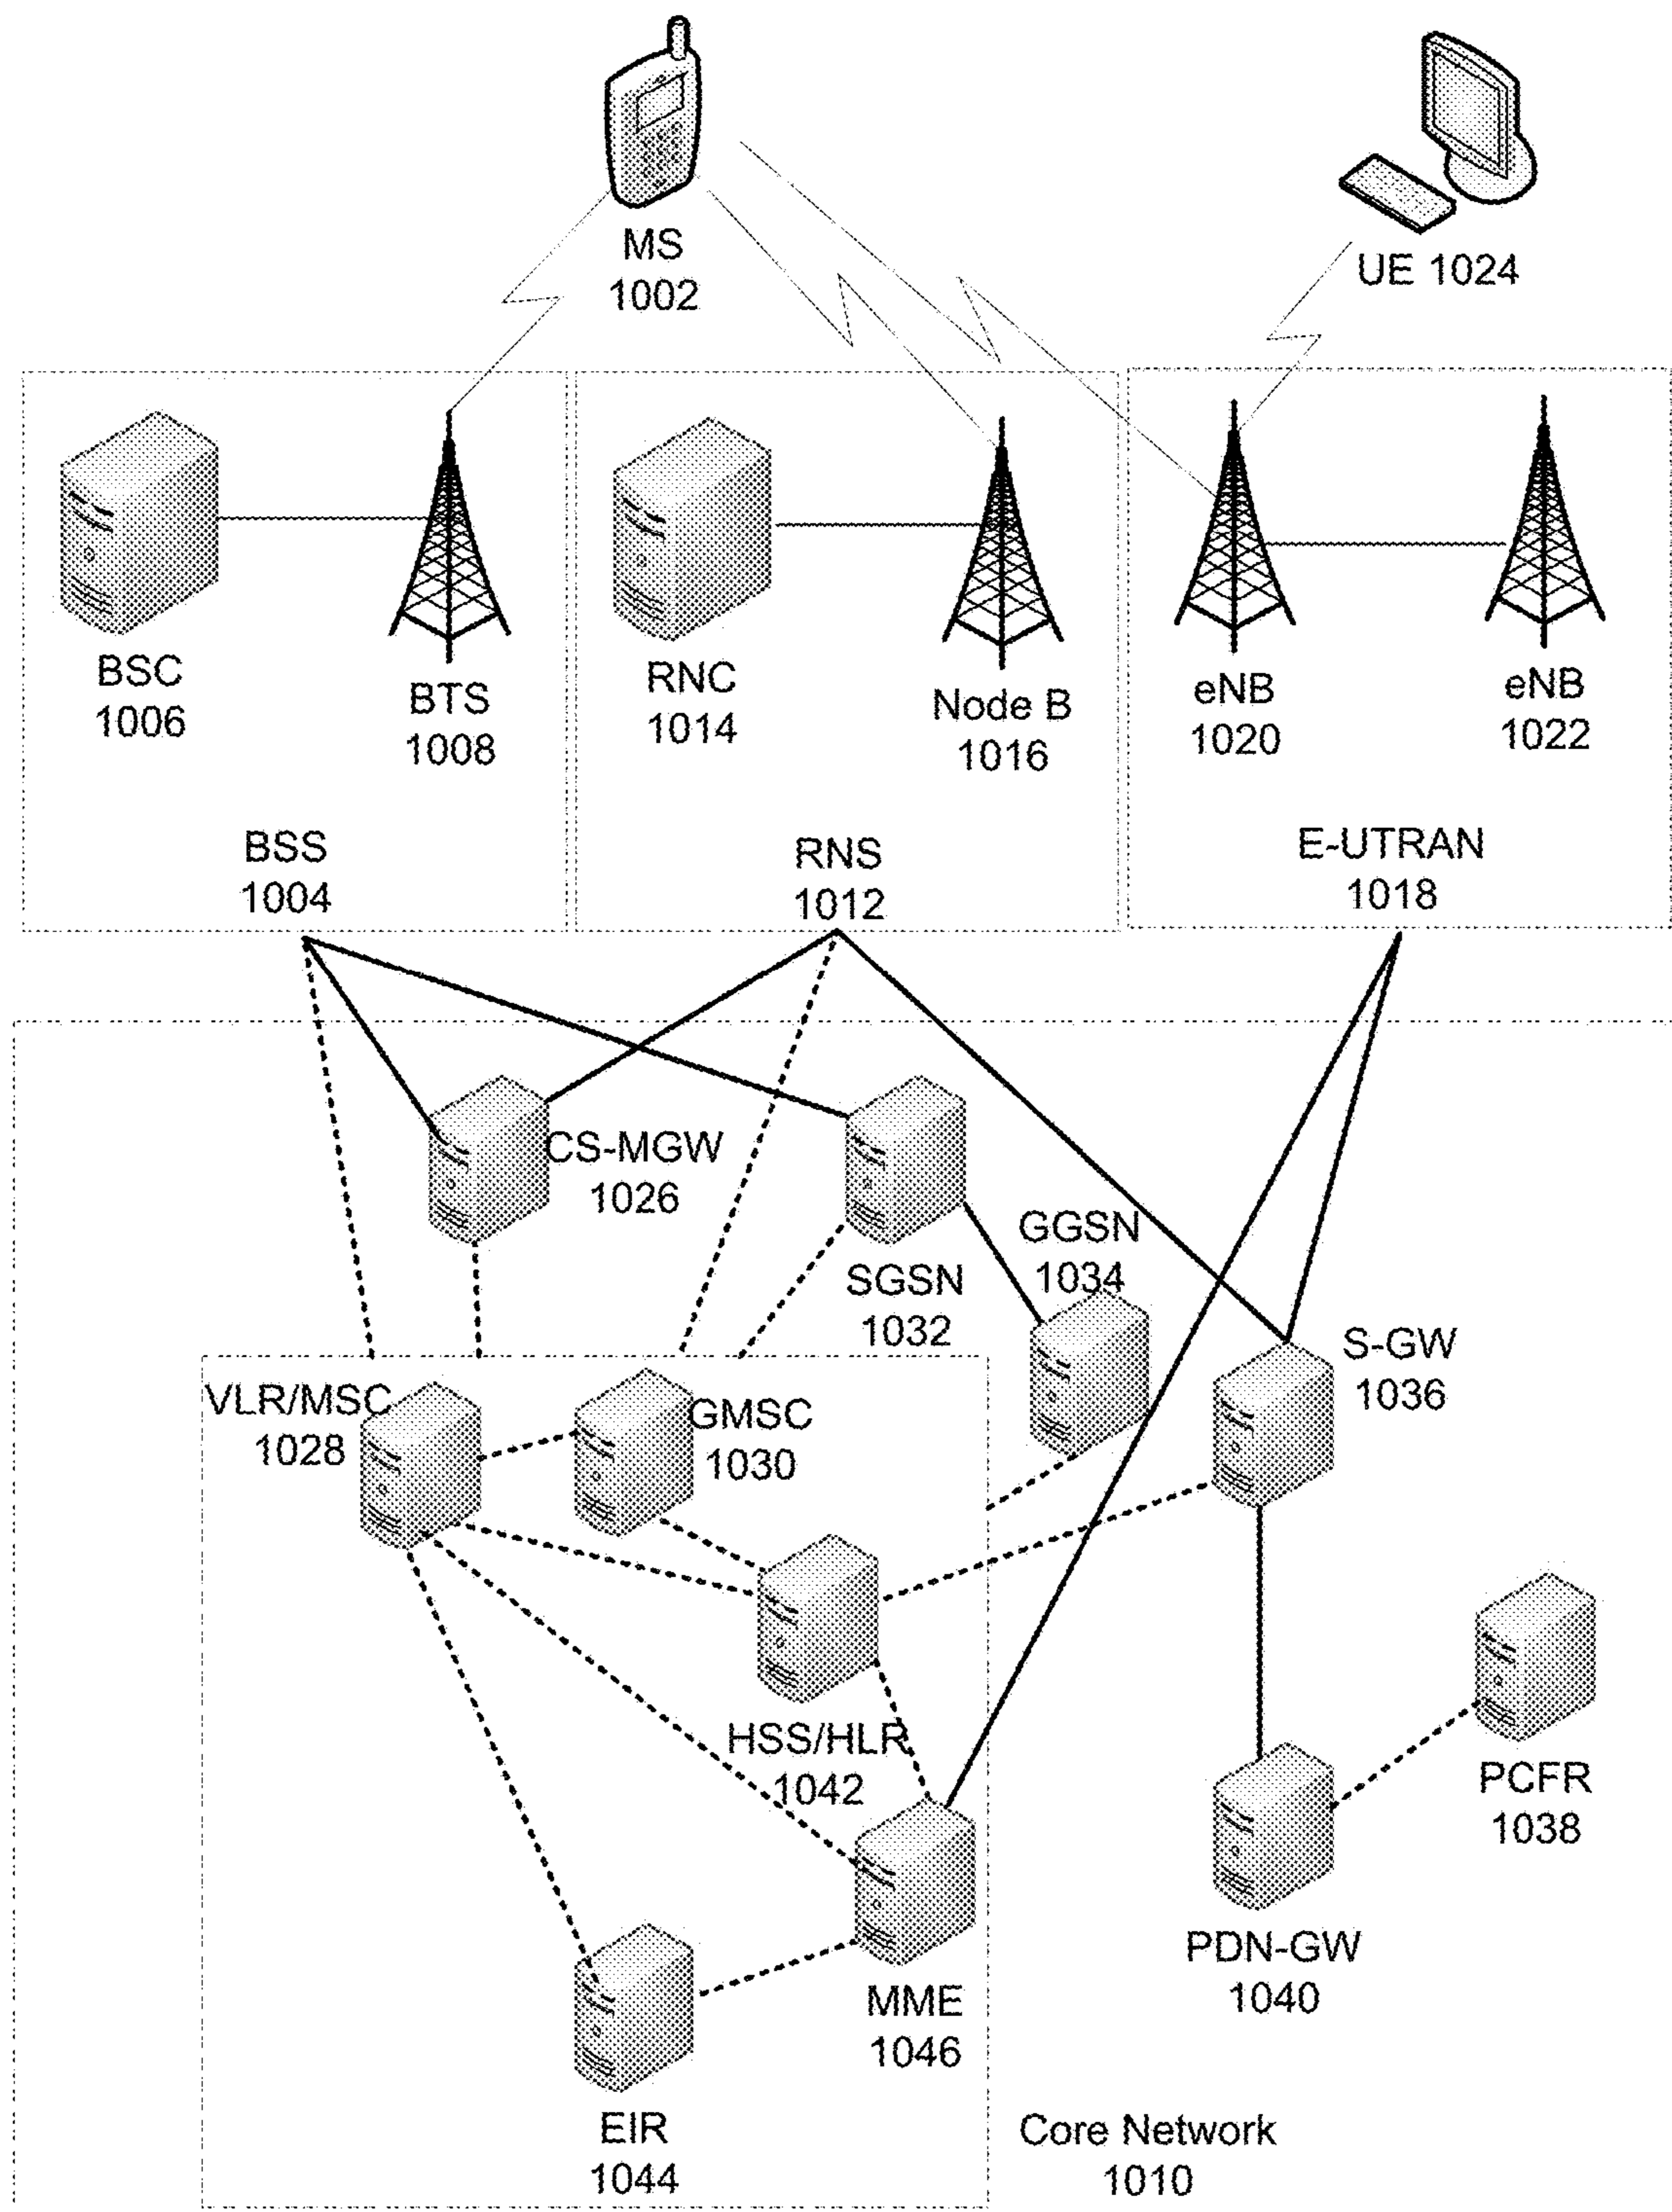 MS
1002
UE 1024
BSC
1006
BTS
1008
RNC
1014
Node B
1016
eNB
1020
eNB
1022
BSS
1004
RNS
1012
E-UTRAN
1018
CS-MGW
1026
SGSN
1032
GGSN
1034
S-GW
1036
VLR/MSC
1028
GMSC
1030
HSS/HLR
1042
PCFR
1038
PDN-GW
1040
MME
1046
EIR
1044
Core Network
1010